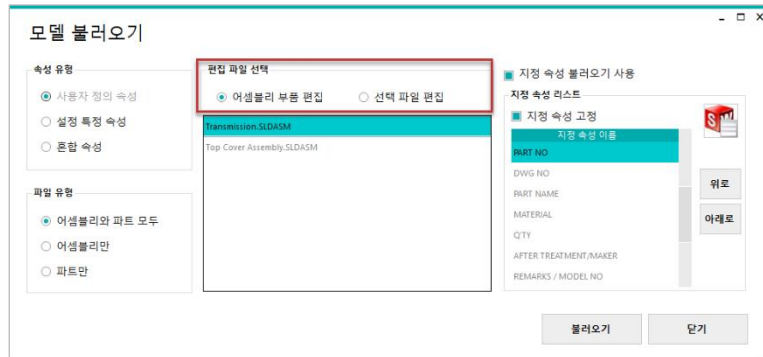 모델 불러오기
속성 유형
사용자 정의 속성
설정 특정 속성
혼합 속성
파일 유형
어셈블리와 파트 모두
어셈블리만
파트만
편집 파일 선택
어셈블리 부품 편집
선택 파일 편집
Transmission.SLDASM
Top Cover Assembly.SLDASM
지정 속성 불러오기 사용
지정 속성 리스트
지정 속성 고정
지정 속성 이름
PART NO
DWG NO
PART NAME
MATERIAL
Q'TY
AFTER TREATMENT/MAKER
REMARKS / MODEL NO
위로
아래로
불러오기
닫기